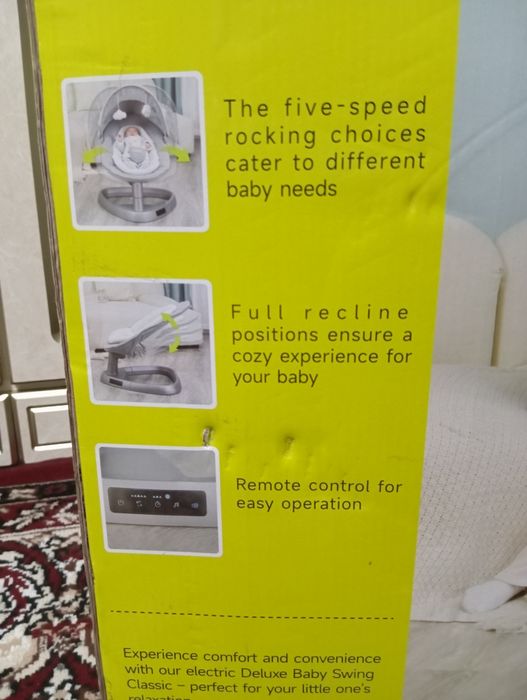 The five-speed
rocking choices
cater to different
baby needs
Full recline
positions ensure a
cozy experience for
your baby
Remote control for
easy operation
Experience comfort and convenience
with our electric Deluxe Baby Swing
Classic – perfect for your little one's
relaxation